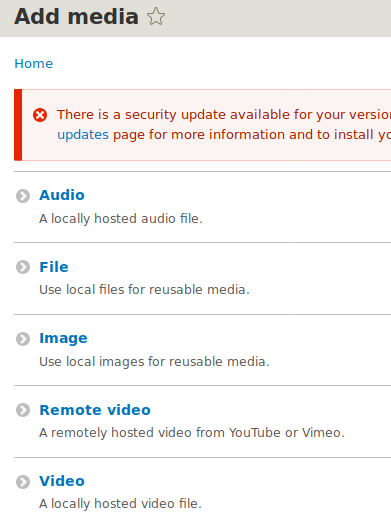 Add media
Home
There is a security update available for your version
updates page for more information and to install yo
Audio
A locally hosted audio file.
File
Use local files for reusable media.
Image
Use local images for reusable media.
Remote video
A remotely hosted video from YouTube or Vimeo.
Video
A locally hosted video file.